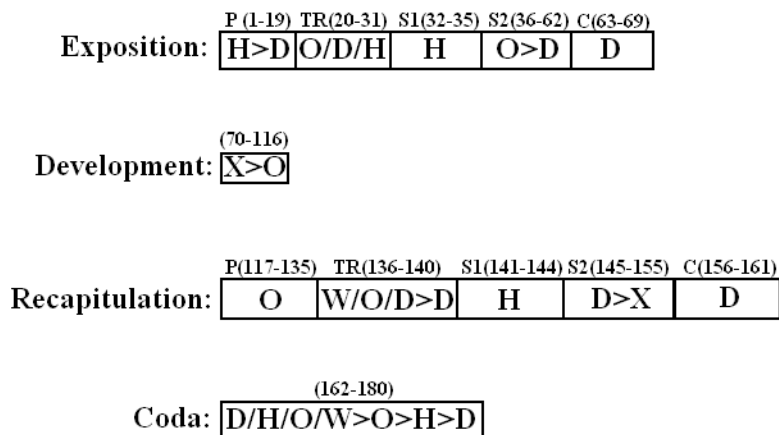 P (1-19) TR(20-31) S1(32-35) S2(36-62) C(63-69)
Exposition: H>D O/D/H H O>D D
(70-116)
Development: X>O
P(117-135) TR(136-140) S1(141-144) S2(145-155) C(156-161)
Recapitulation: O W/O/D>D H D>X D
(162-180)
Coda: D/H/O/W>O>H>D